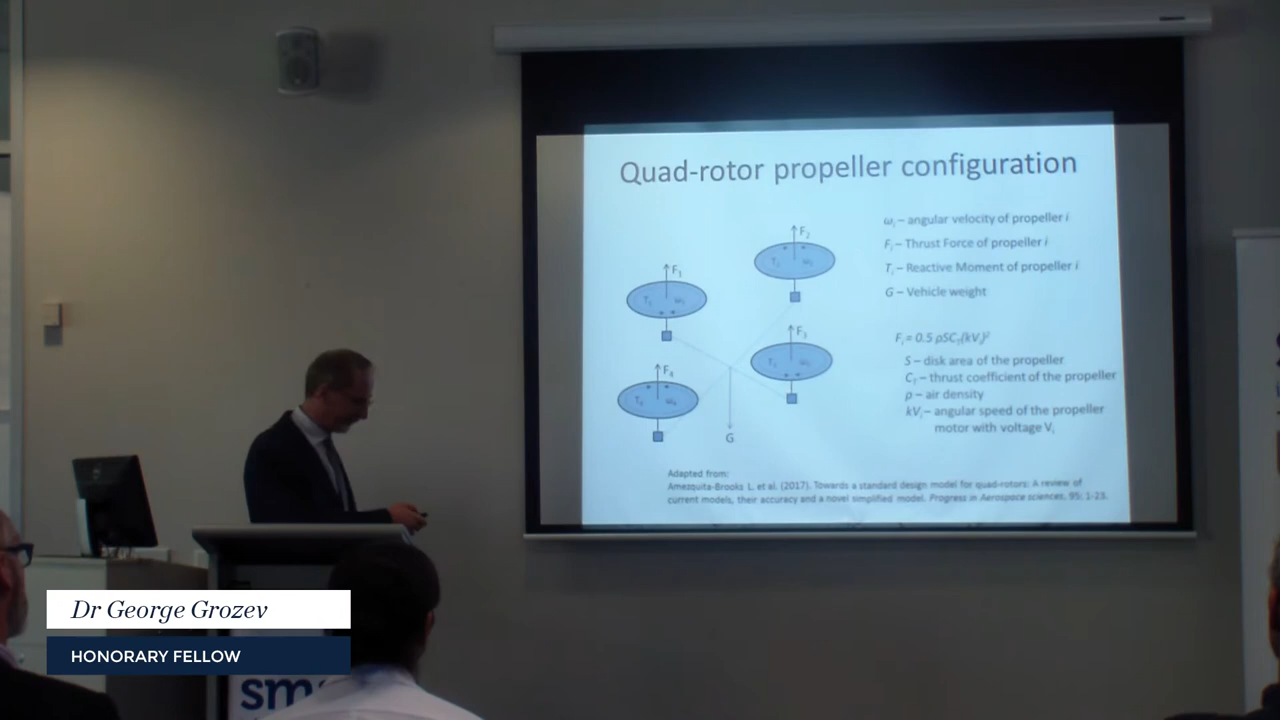 Quad-rotor propeller configuration
ωᵢ – angular velocity of propeller i
Fᵢ – Thrust Force of propeller i
Tᵢ – Reactive Moment of propeller i
G – Vehicle weight
F₂
F₁
F₃
F₄
G
Fᵢ = 0.5 ρSC_T(kVᵢ)²
S – disk area of the propeller
C_T – thrust coefficient of the propeller
ρ – air density
kVᵢ – angular speed of the propeller
motor with voltage Vᵢ
Adapted from:
Amezquita-Brooks L. et al. (2017). Towards a standard design model for quad-rotors: A review of
current models, their accuracy and a novel simplified model. Progress in Aerospace sciences, 95: 1-23.
Dr George Grozev
HONORARY FELLOW